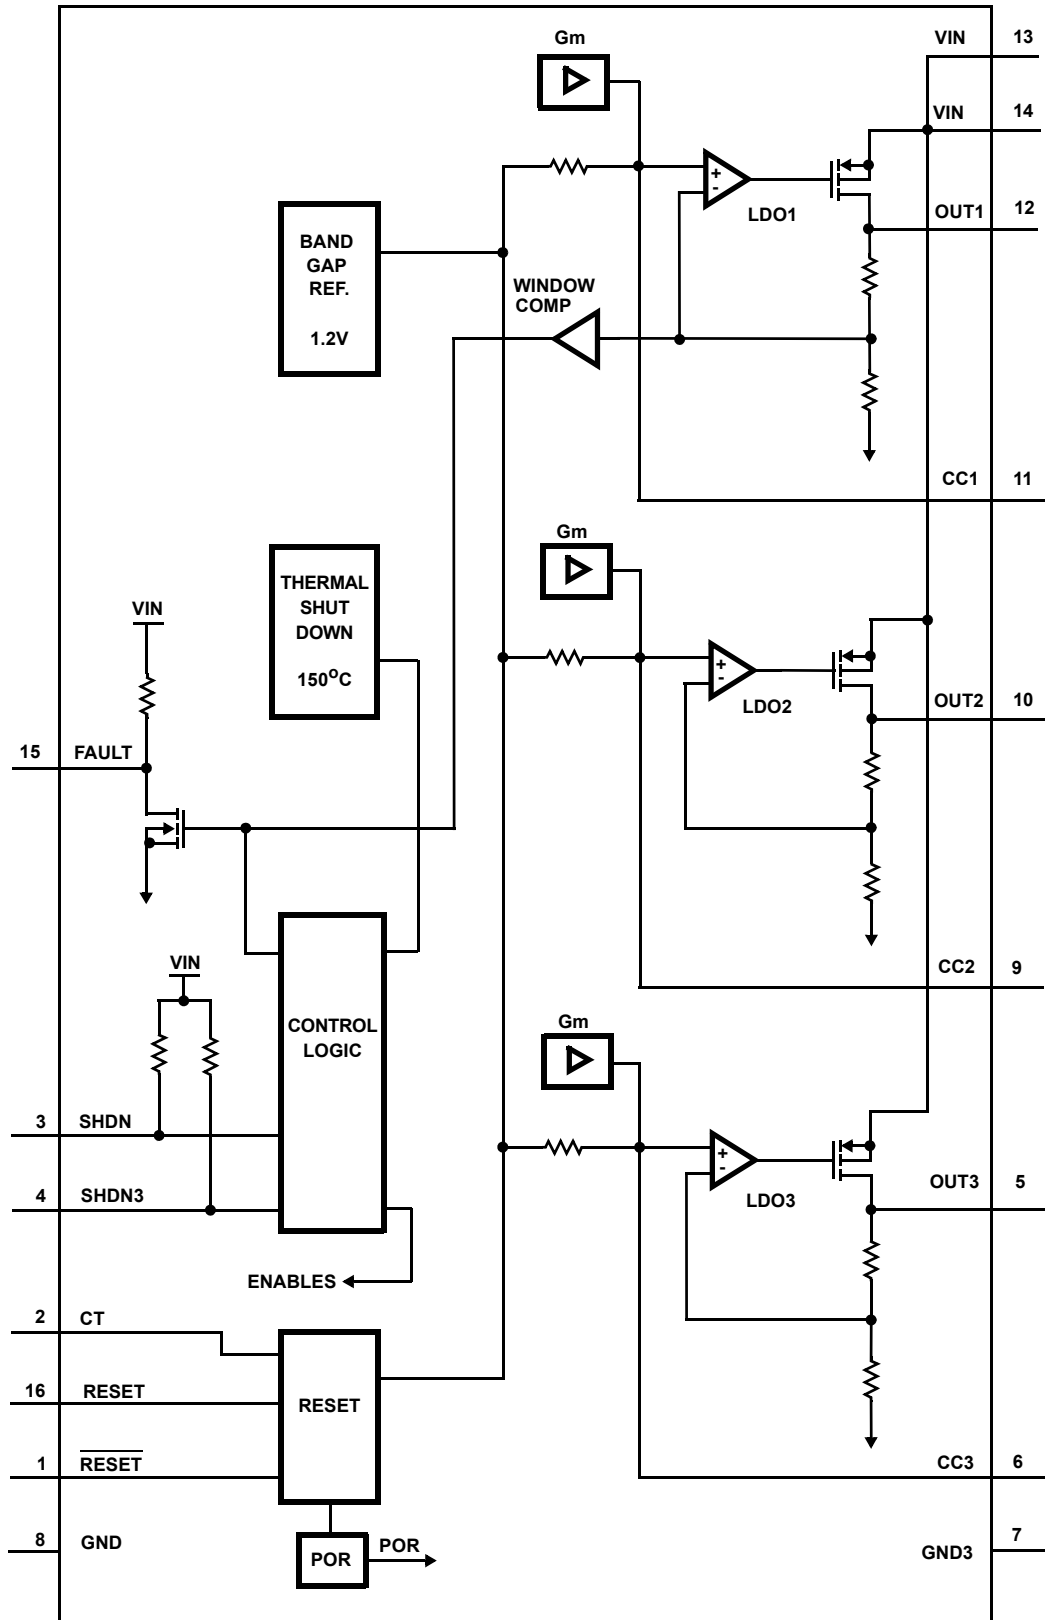 VIN 13
Gm
VIN 14
+
-
LDO1
OUT1 12
BAND
GAP
REF.
1.2V
WINDOW
COMP
CC1 11
Gm
THERMAL
SHUT
DOWN
150°C
VIN
+
-
LDO2
OUT2 10
15 FAULT
VIN
CC2 9
CONTROL
LOGIC
Gm
3 SHDN
+
-
LDO3
4 SHDN3
OUT3 5
ENABLES
2 CT
16 RESET
RESET
1 RESET
CC3 6
8 GND
POR
POR
GND3 7